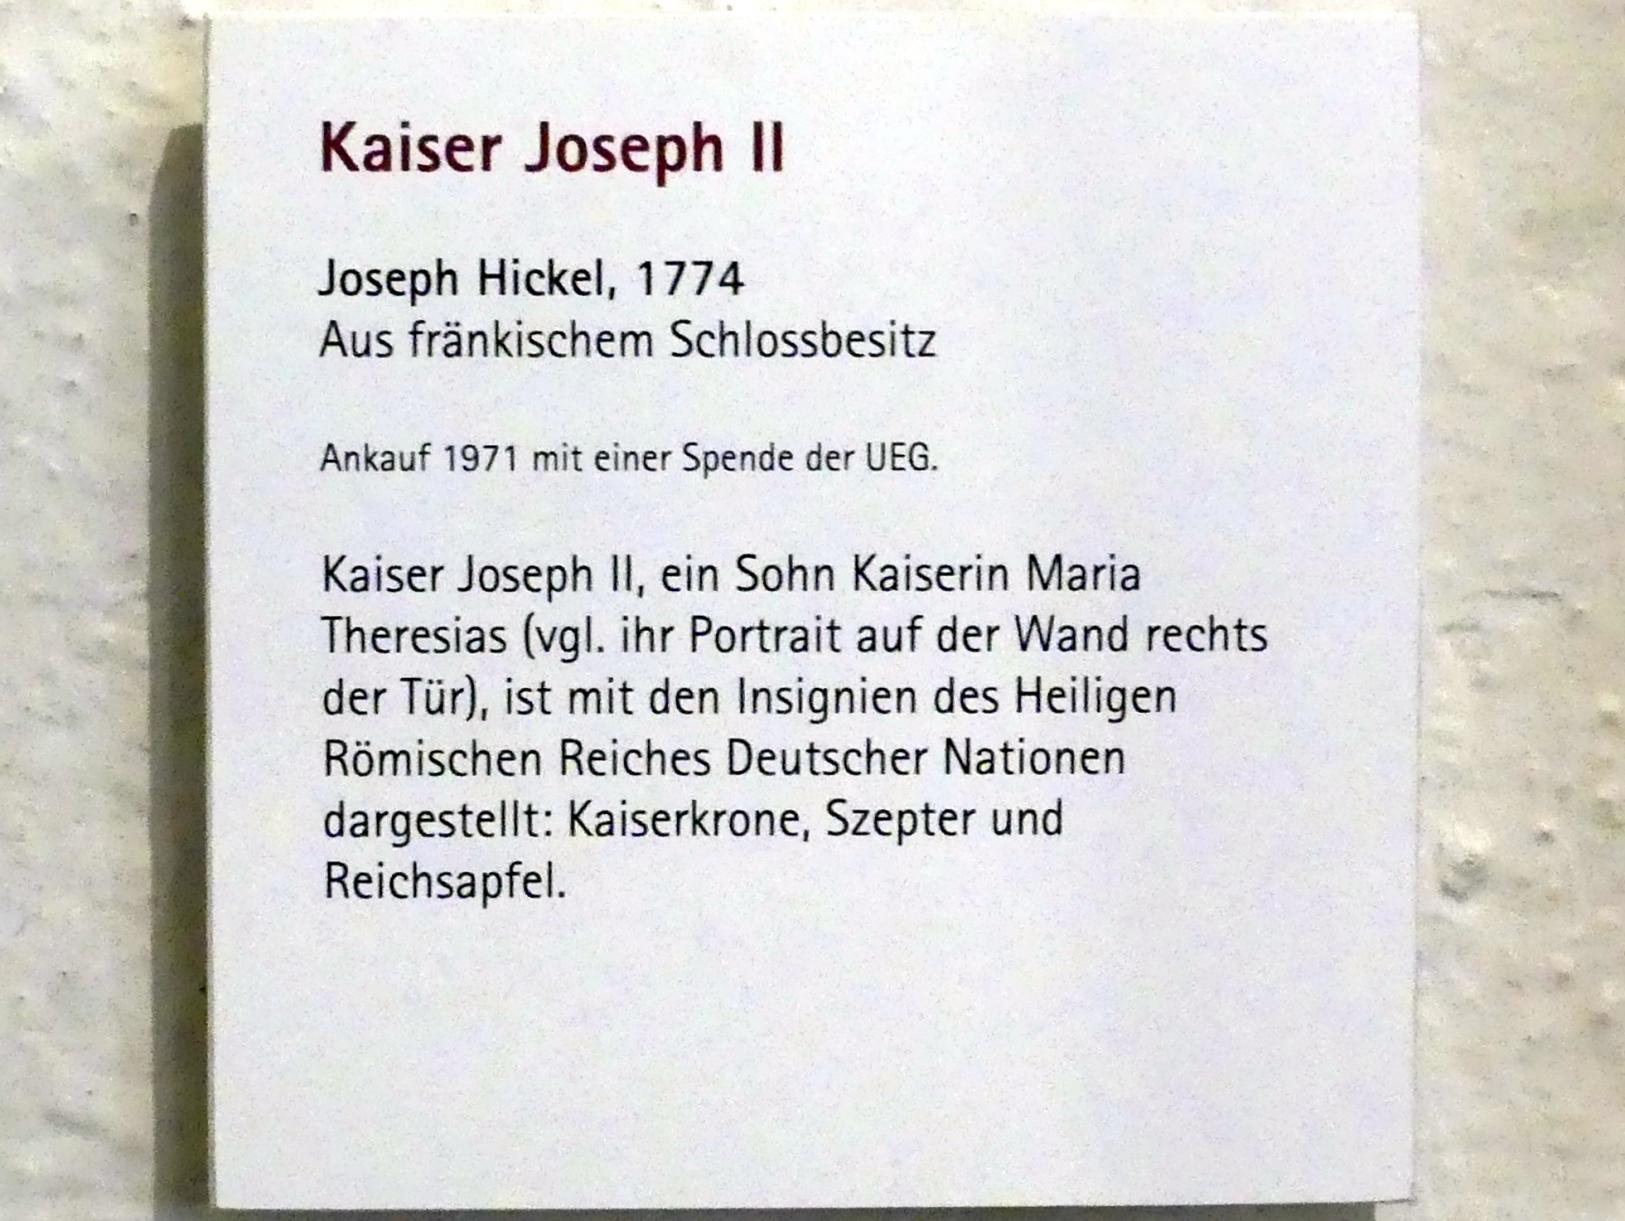 Kaiser Joseph II
Joseph Hickel, 1774
Aus fränkischem Schlossbesitz
Ankauf 1971 mit einer Spende der UEG.
Kaiser Joseph II, ein Sohn Kaiserin Maria
Theresias (vgl. ihr Portrait auf der Wand rechts
der Tür), ist mit den Insignien des Heiligen
Römischen Reiches Deutscher Nationen
dargestellt: Kaiserkrone, Szepter und
Reichsapfel.